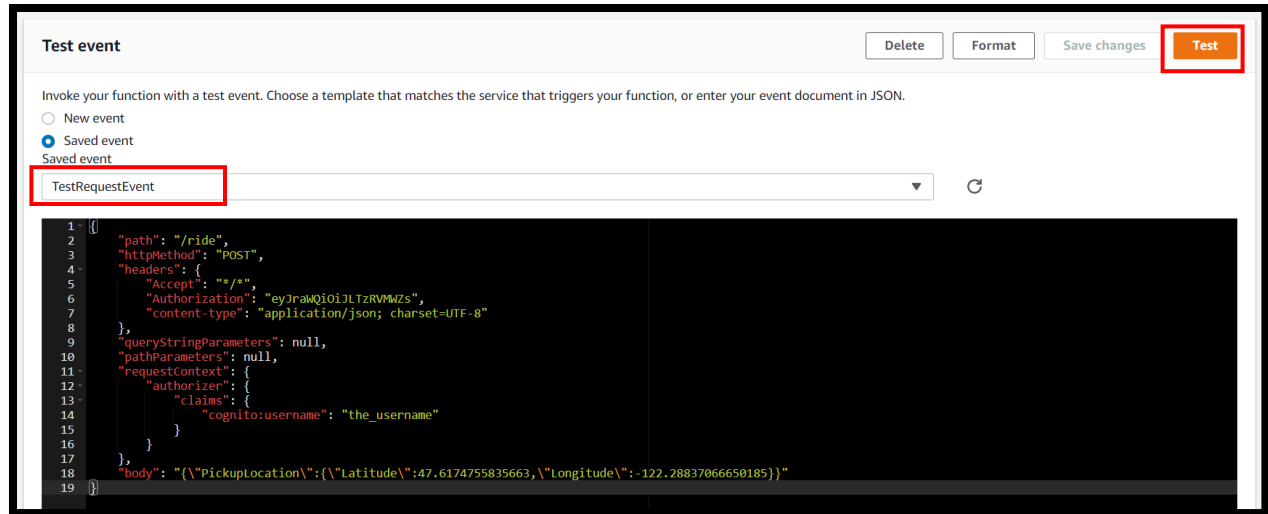 Test event
Delete
Format
Save changes
Test
Invoke your function with a test event. Choose a template that matches the service that triggers your function, or enter your event document in JSON.
New event
Saved event
Saved event
TestRequestEvent
1 {
2 "path": "/ride",
3 "httpMethod": "POST",
4 "headers": {
5 "Accept": "*/*",
6 "Authorization": "eyJraWQiOiJLTzRVMWZs",
7 "content-type": "application/json; charset=UTF-8"
8 },
9 "queryStringParameters": null,
10 "pathParameters": null,
11 "requestContext": {
12 "authorizer": {
13 "claims": {
14 "cognito:username": "the_username"
15 }
16 }
17 },
18 "body": "{\"PickupLocation\":{\"Latitude\":47.6174755835663,\"Longitude\":-122.28837066650185}}"
19 }